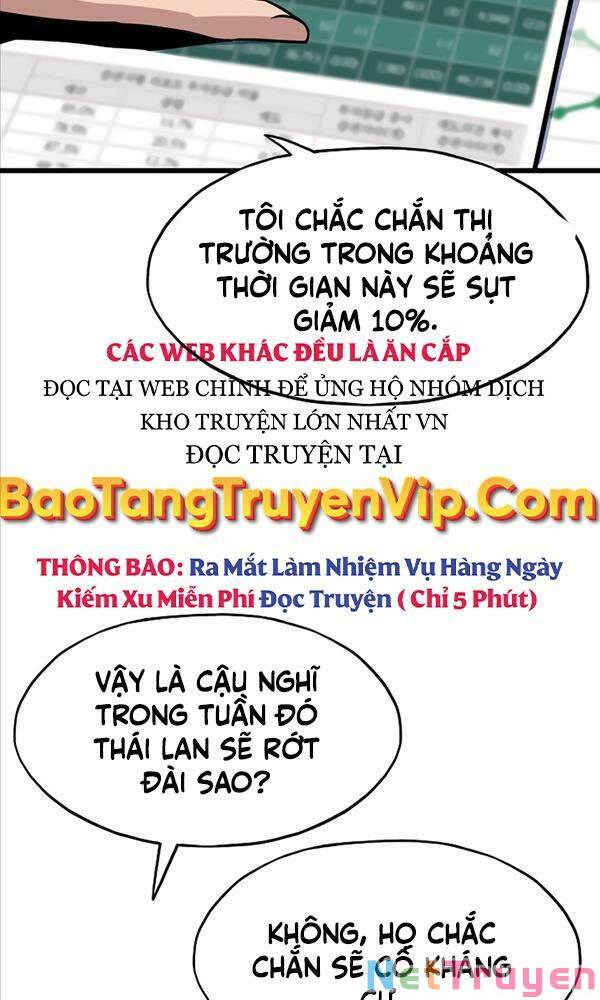 TÔI CHẮC CHẮN THỊ
TRƯỜNG TRONG KHOẢNG
THỜI GIAN NÀY SẼ SỤT
GIẢM 10%.
CÁC WEB KHÁC ĐỀU LÀ ĂN CẮP
ĐỌC TẠI WEB CHÍNH ĐỂ ỦNG HỘ NHÓM DỊCH
KHO TRUYỆN LỚN NHẤT VN
ĐỌC TRUYỆN TẠI
BaoTangTruyenVip.Com
THÔNG BÁO: Ra Mắt Làm Nhiệm Vụ Hàng Ngày
Kiếm Xu Miễn Phí Đọc Truyện ( Chỉ 5 Phút)
VẬY LÀ CẬU NGHĨ
TRONG TUẦN ĐÓ
THÁI LAN SẼ RỚT
ĐÀI SAO?
KHÔNG, HỌ CHẮC
CHẮN SẼ CỐ KHÁNG
CỰ
NetTruyen